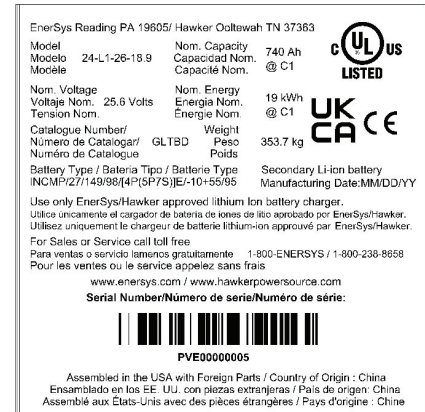 EnerSys Reading PA 19605/ Hawker Ooltewah TN 37363
Model
Modelo 24-L1-26-18.9
Modèle
Nom. Capacity
Capacidad Nom.
Capacité Nom.
740 Ah
@ C1
C UL US
LISTED
Nom. Voltage
Voltaje Nom. 25.6 Volts
Tension Nom.
Nom. Energy
Energia Nom.
Énergie Nom.
19 kWh
@ C1
UK
CA CE
Catalogue Number/
Número de Catalogar/ GLTBD
Numéro de Catalogue
Weight
Peso
Poids
353.7 kg
Battery Type / Bateria Tipo / Batterie Type
INCMP/27/149/98/[4P(5P7S)]E/-10+55/95
Secondary Li-ion battery
Manufacturing Date:MM/DD/YY
Use only EnerSys/Hawker approved lithium Ion battery charger.
Utilice únicamente el cargador de batería de iones de litio aprobado por EnerSys/Hawker.
Utilisez uniquement le chargeur de batterie lithium-ion approuvé par EnerSys/Hawker.
For Sales or Service call toll free
Para ventas o servicio lamenos gratuitamente 1-800-ENERSYS / 1-800-238-8658
Pour les ventes ou le service appelez sans frais
www.enersys.com / www.hawkerpowersource.com
Serial Number/Número de serie/Numéro de série:
PVE00000005
Assembled in the USA with Foreign Parts / Country of Origin : China
Ensamblado en los EE. UU. con piezas extranjeras / País de origen: China
Assemblé aux États-Unis avec des pièces étrangères / Pays d'origine : Chine